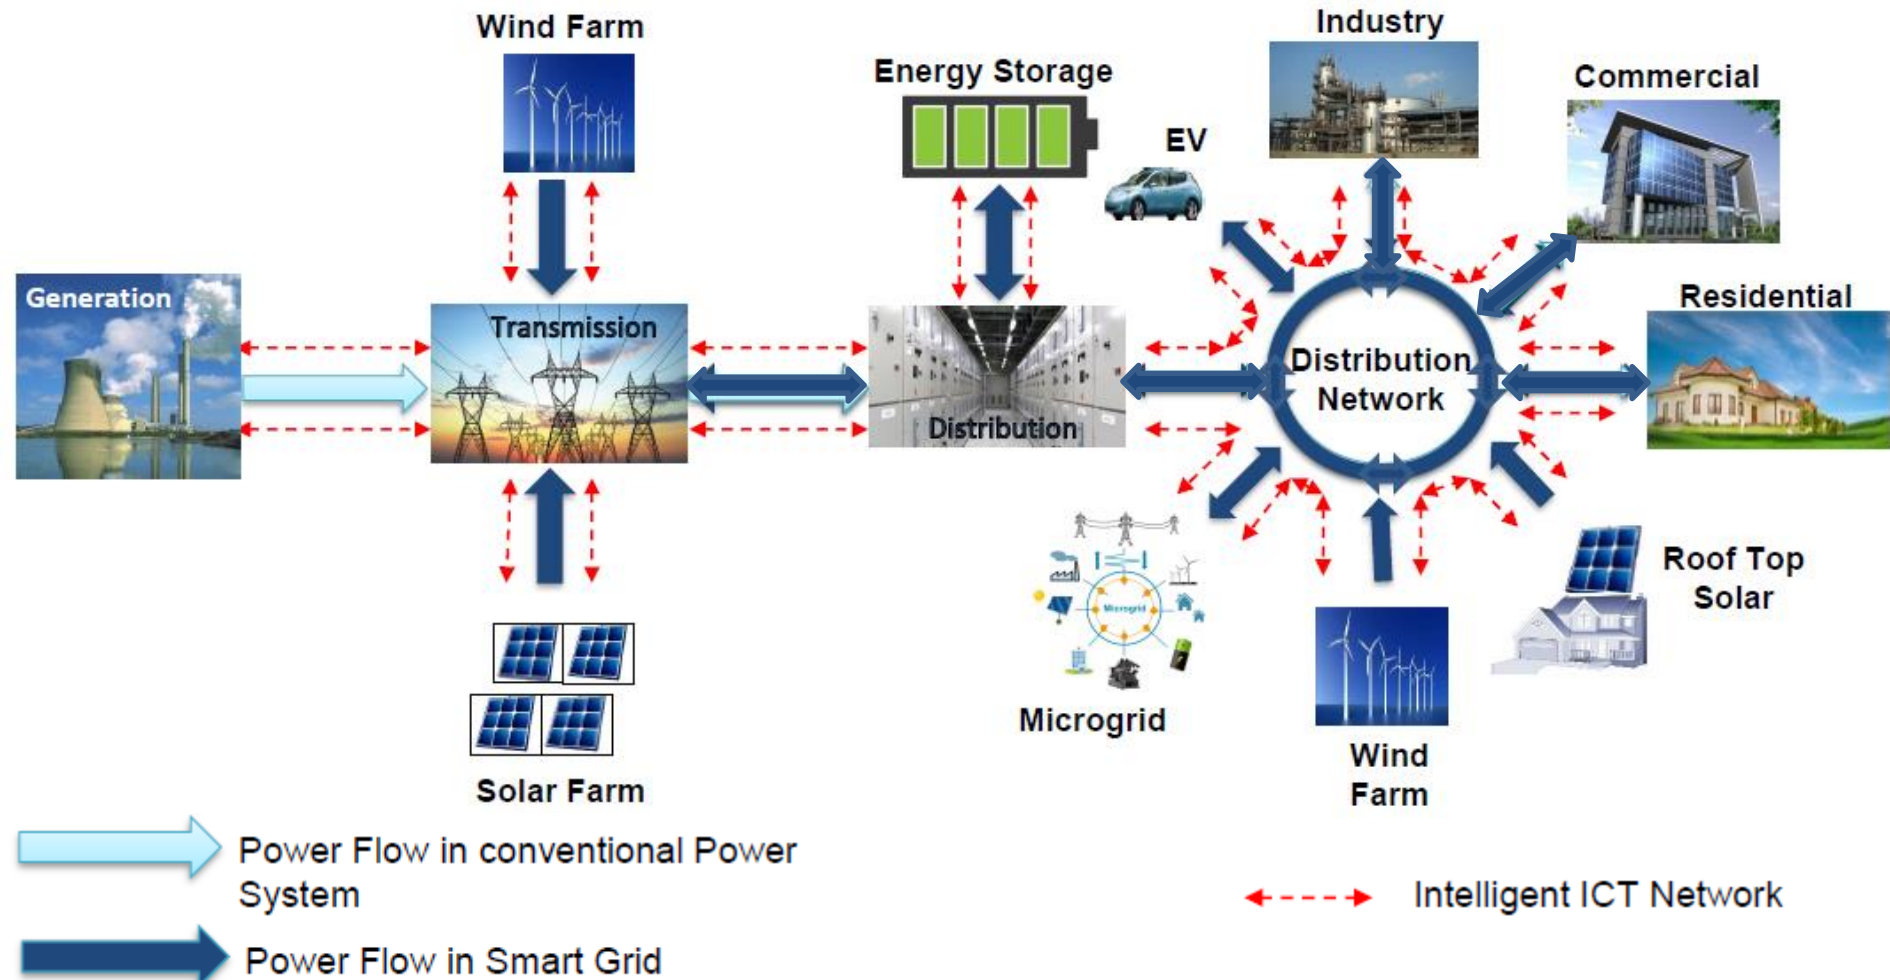 Wind Farm
Industry
Energy Storage
Commercial
EV
Generation
Transmission
Residential
Distribution
Network
Distribution
Roof Top
Solar
Microgrid
Microgrid
Wind
Farm
Solar Farm
Power Flow in conventional Power
System
Intelligent ICT Network
Power Flow in Smart Grid